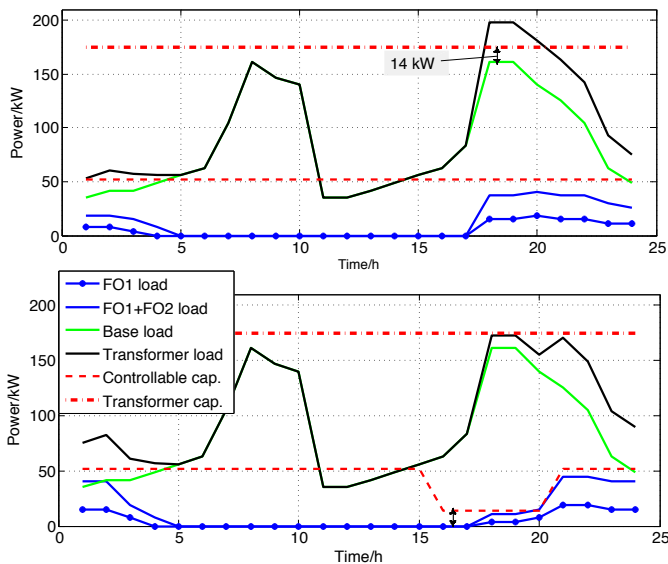 200
150
100
50
0
Power/kW
14 kW
0
5
10
15
20
25
Time/h
FO1 load
FO1+FO2 load
Base load
Transformer load
Controllable cap.
Transformer cap.
200
150
100
50
0
Power/kW
0
5
10
15
20
25
Time/h